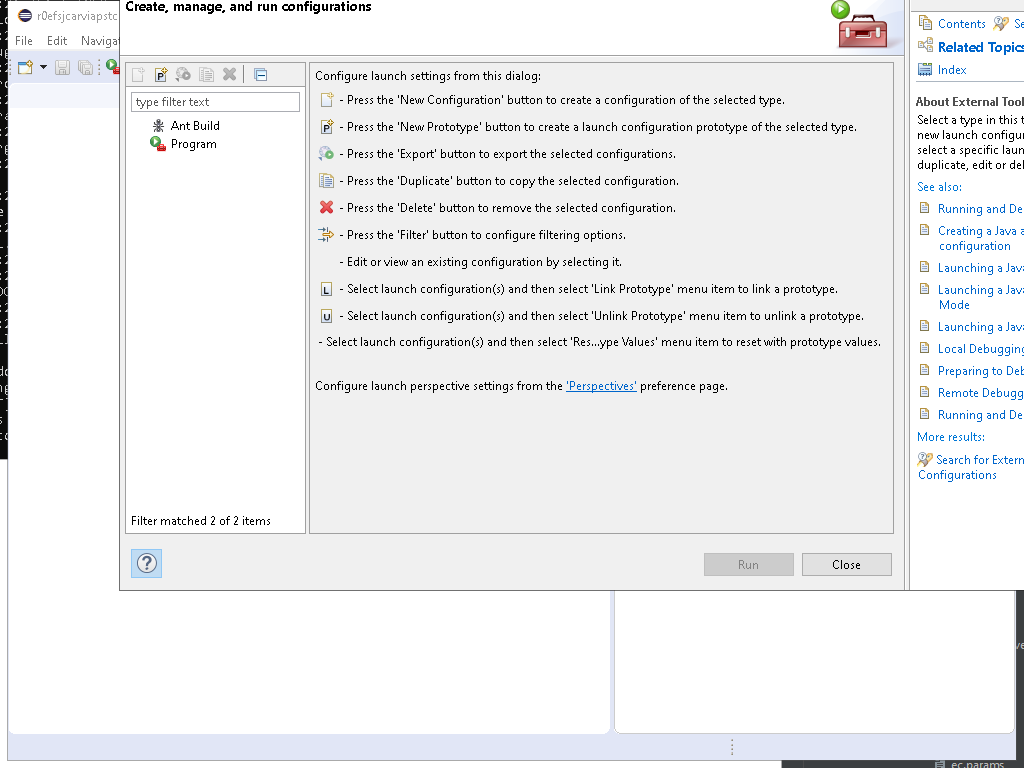 Create, manage, and run configurations
r0efsjcarviapstc
File Edit Naviga
type filter text
Ant Build
Program
Filter matched 2 of 2 items
Configure launch settings from this dialog:
- Press the 'New Configuration' button to create a configuration of the selected type.
P - Press the 'New Prototype' button to create a launch configuration prototype of the selected type.
- Press the 'Export' button to export the selected configurations.
- Press the 'Duplicate' button to copy the selected configuration.
- Press the 'Delete' button to remove the selected configuration.
- Press the 'Filter' button to configure filtering options.
- Edit or view an existing configuration by selecting it.
L - Select launch configuration(s) and then select 'Link Prototype' menu item to link a prototype.
U - Select launch configuration(s) and then select 'Unlink Prototype' menu item to unlink a prototype.
- Select launch configuration(s) and then select 'Res...ype Values' menu item to reset with prototype values.
Configure launch perspective settings from the 'Perspectives' preference page.
?
Run
Close
Contents Se
Related Topics
Index
About External Tool
Select a type in this t
new launch configur
select a specific laun
duplicate, edit or del
See also:
Running and De
Creating a Java a
configuration
Launching a Java
Launching a Java
Mode
Launching a Java
Local Debugging
Preparing to Deb
Remote Debugg
Running and De
More results:
Search for Extern
Configurations
ec.params